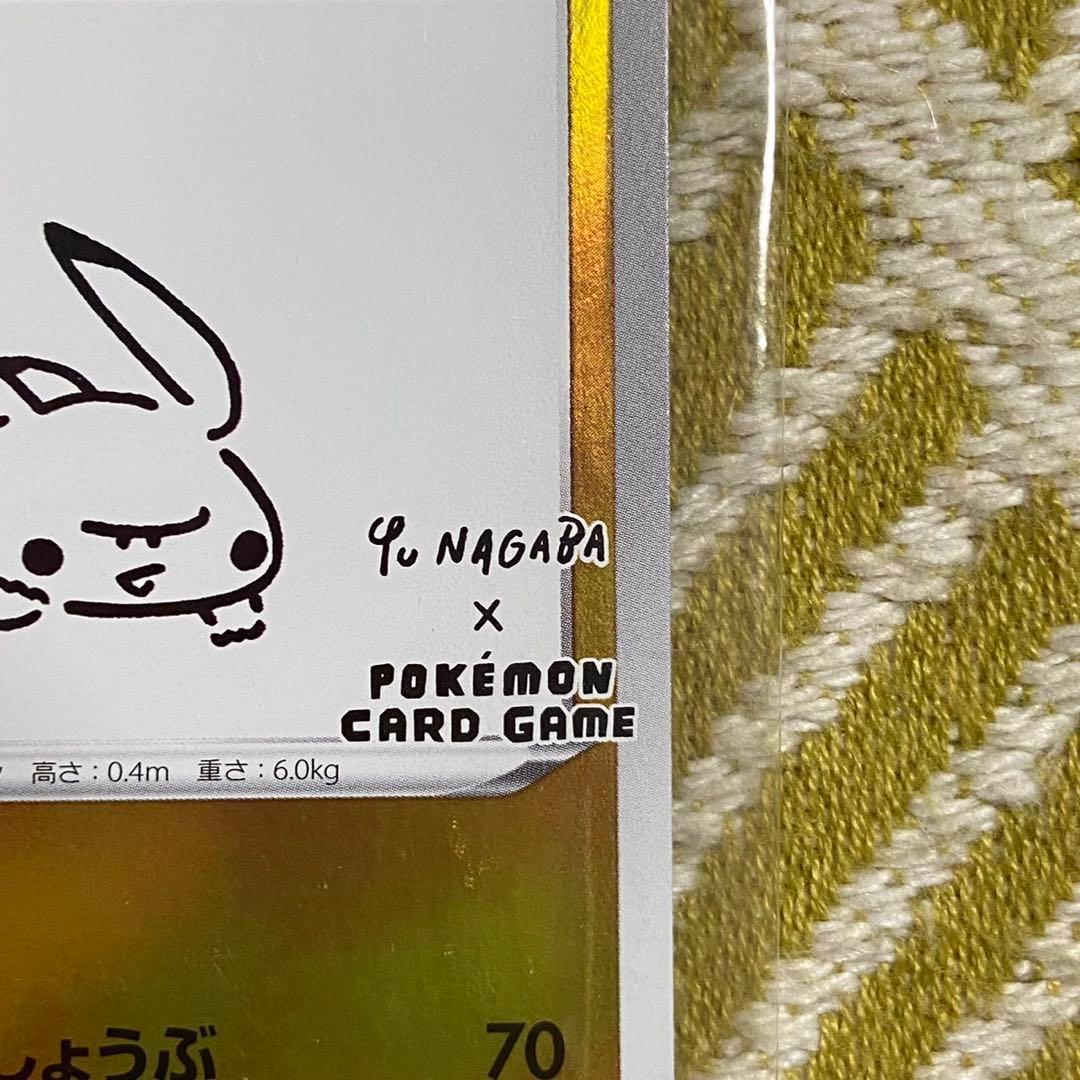 Yu NAGABA
×
POKÉMON
CARD GAME
高さ：0.4m 重さ：6.0kg
しょうぶ 70